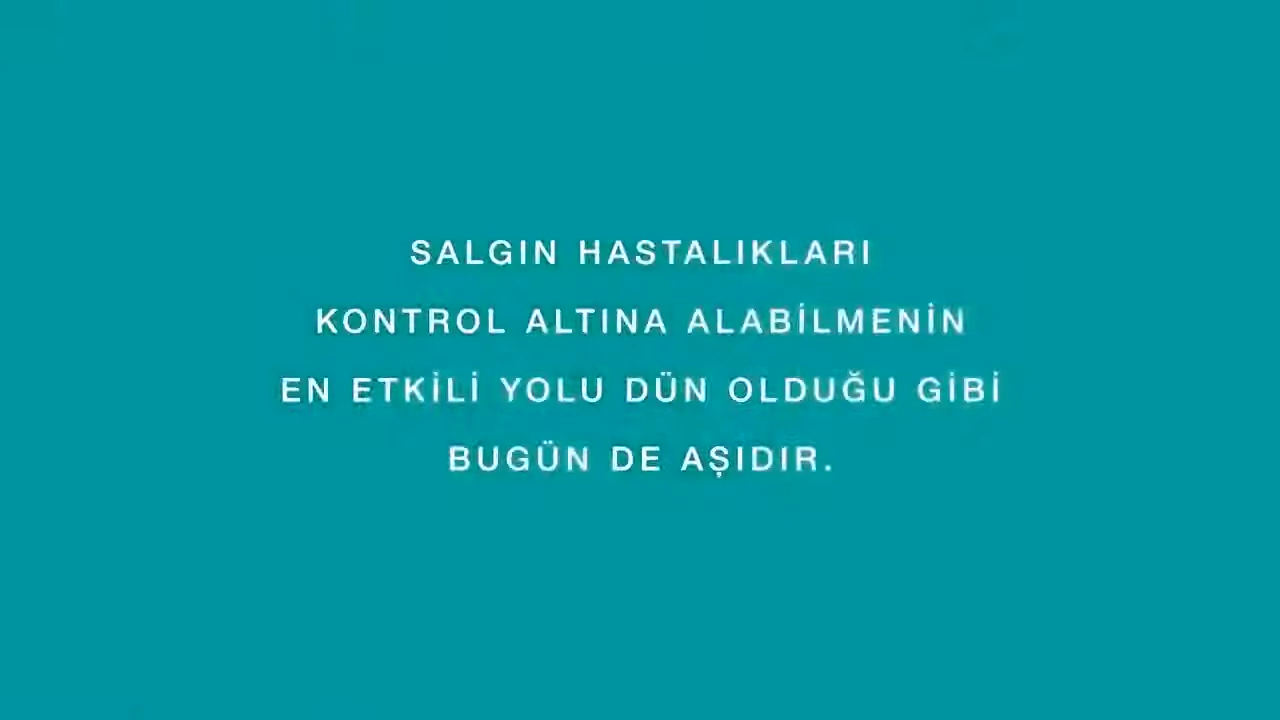 SALGIN HASTALIKLARI
KONTROL ALTINA ALABİLMENİN
EN ETKİLİ YOLU DÜN OLDUĞU GİBİ
BUGÜN DE AŞIDIR.